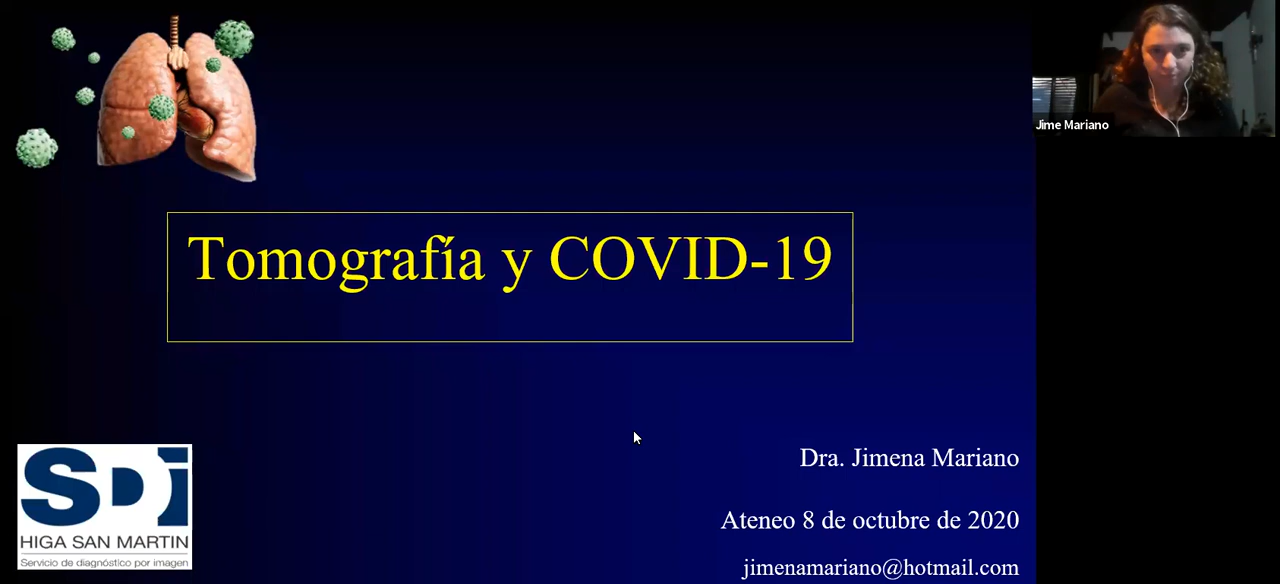 Jime Mariano
Tomografía y COVID-19
Dra. Jimena Mariano
Ateneo 8 de octubre de 2020
jimenamariano@hotmail.com
SDi
HIGA SAN MARTIN
Servicio de diagnóstico por imagen